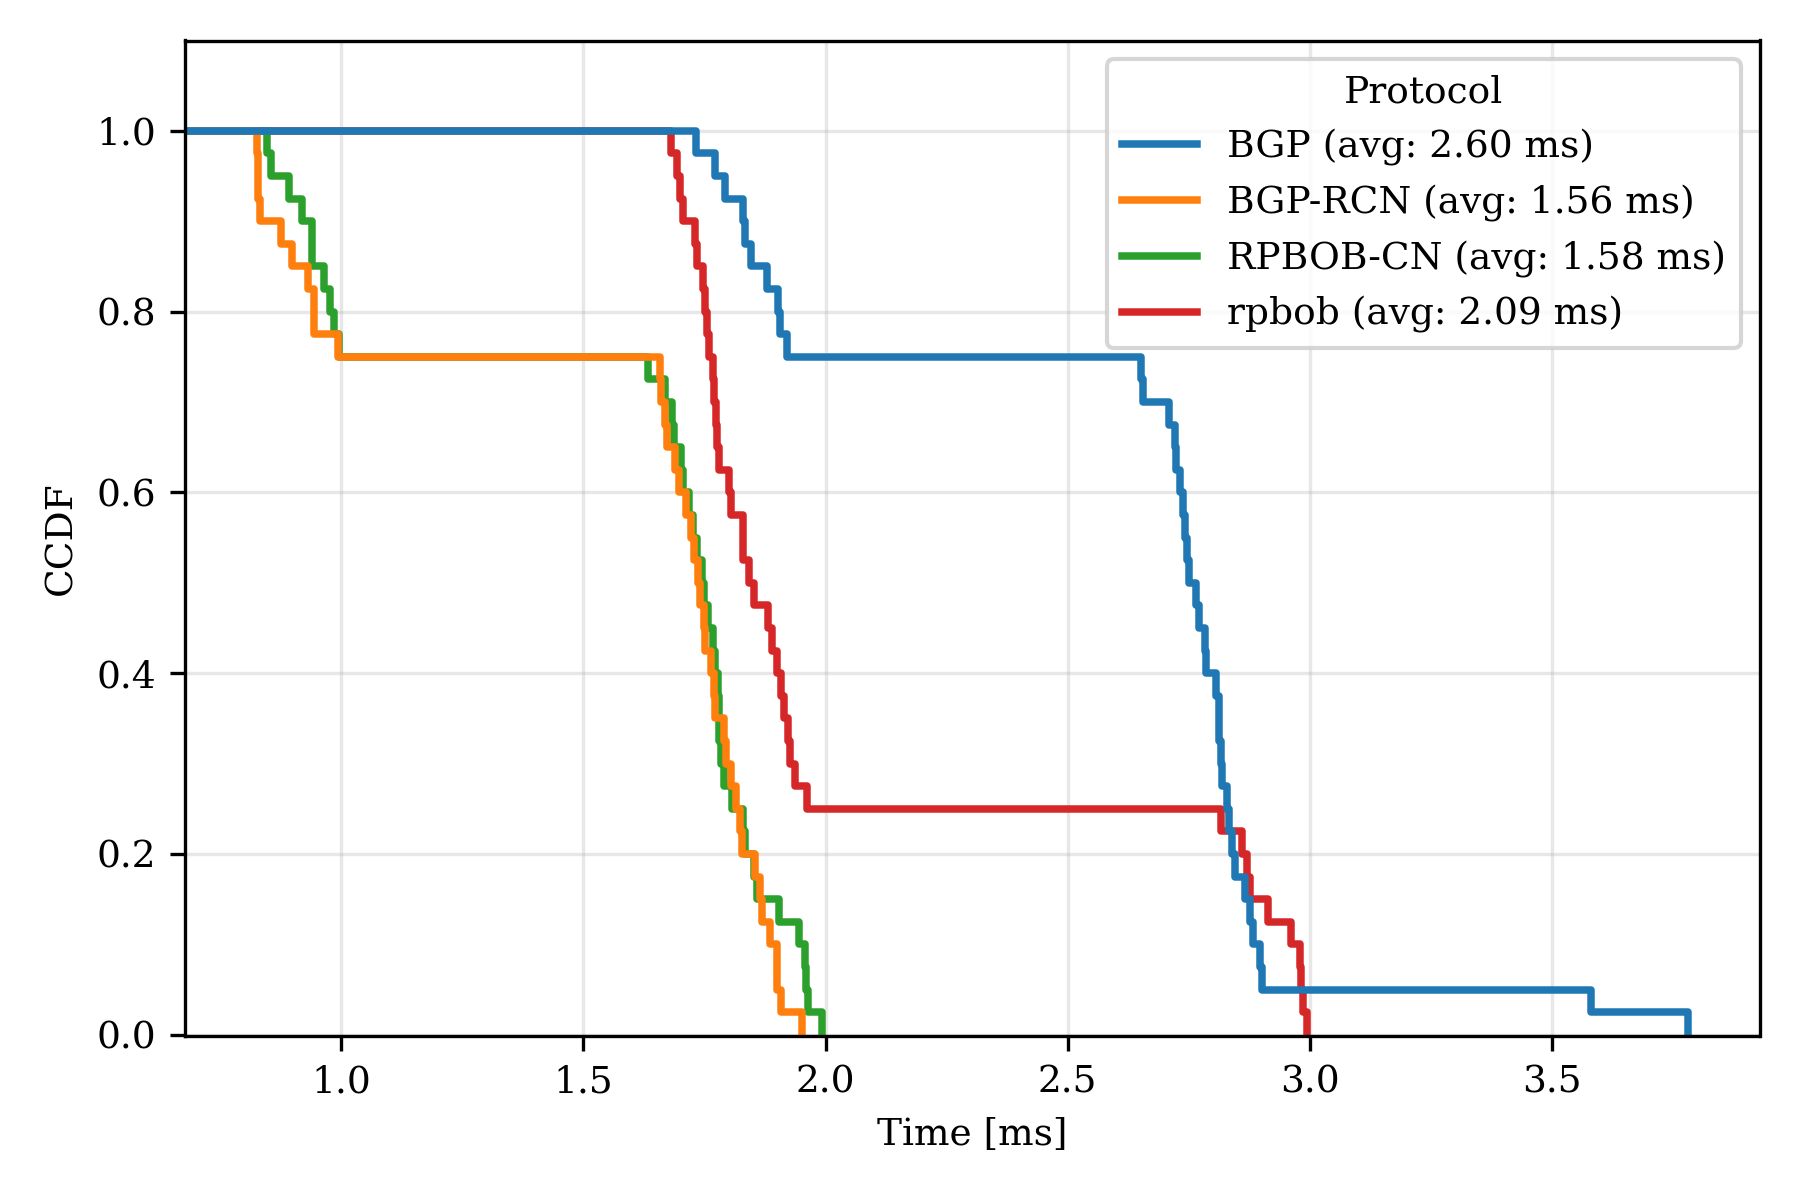 Protocol
BGP (avg: 2.60 ms)
BGP-RCN (avg: 1.56 ms)
RPBOB-CN (avg: 1.58 ms)
rpbob (avg: 2.09 ms)
CCDF
1.0
0.8
0.6
0.4
0.2
0.0
1.0 1.5 2.0 2.5 3.0 3.5
Time [ms]